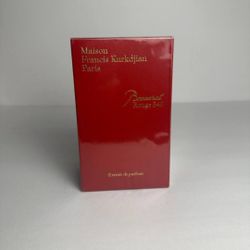 Maison
Francis Kurkdjian
Paris
Baccarat
Rouge 540
Extrait de parfum